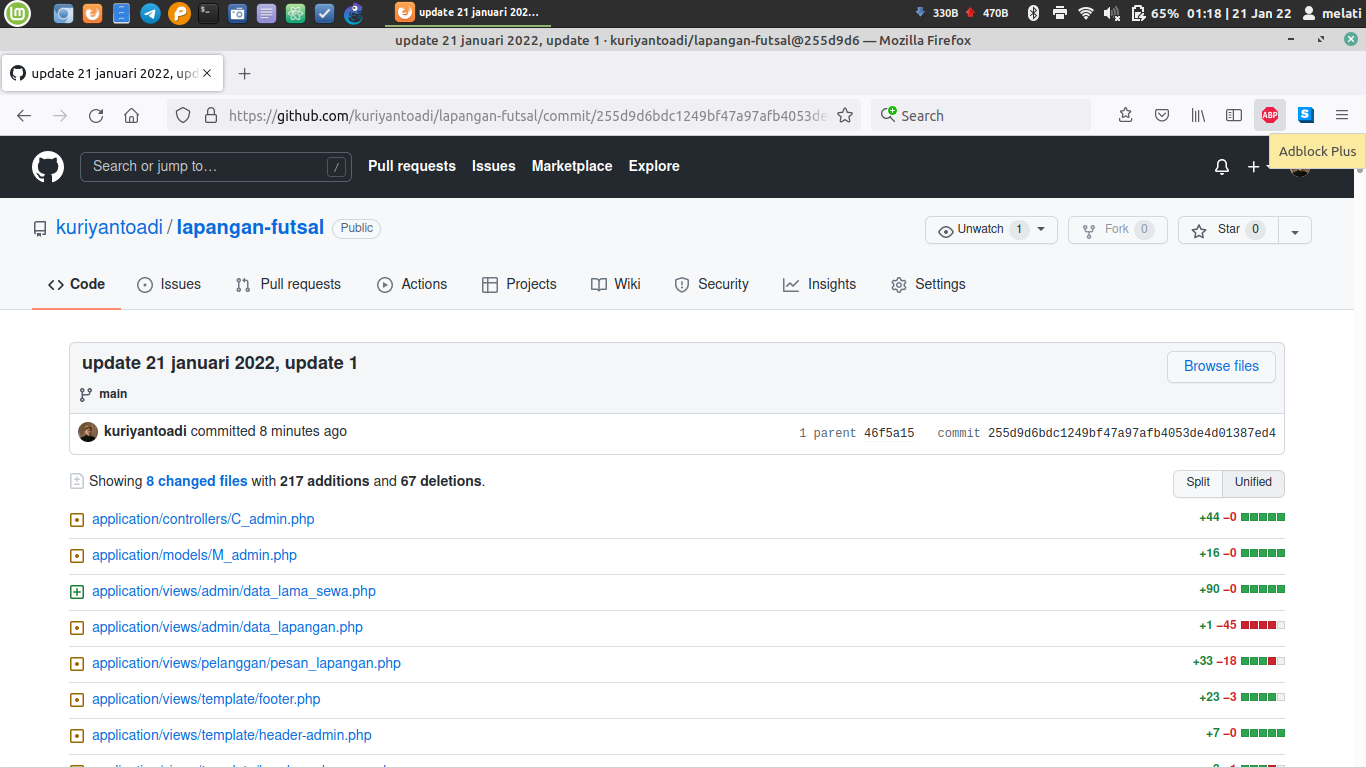 update 21 januari 202...
330B 470B 65% 01:18 | 21 Jan 22 melati
update 21 januari 2022, update 1 · kuriyantoadi/lapangan-futsal@255d9d6 — Mozilla Firefox
update 21 januari 2022, upd
https://github.com/kuriyantoadi/lapangan-futsal/commit/255d9d6bdc1249bf47a97afb4053de
Search
ABP
S
Adblock Plus
Search or jump to…
/
Pull requests Issues Marketplace Explore
kuriyantoadi / lapangan-futsal Public
Unwatch 1 Fork 0 Star 0
Code Issues Pull requests Actions Projects Wiki Security Insights Settings
update 21 januari 2022, update 1
Browse files
main
kuriyantoadi committed 8 minutes ago
1 parent 46f5a15 commit 255d9d6bdc1249bf47a97afb4053de4d01387ed4
Showing 8 changed files with 217 additions and 67 deletions.
Split Unified
application/controllers/C_admin.php +44 −0
application/models/M_admin.php +16 −0
application/views/admin/data_lama_sewa.php +90 −0
application/views/admin/data_lapangan.php +1 −45
application/views/pelanggan/pesan_lapangan.php +33 −18
application/views/template/footer.php +23 −3
application/views/template/header-admin.php +7 −0